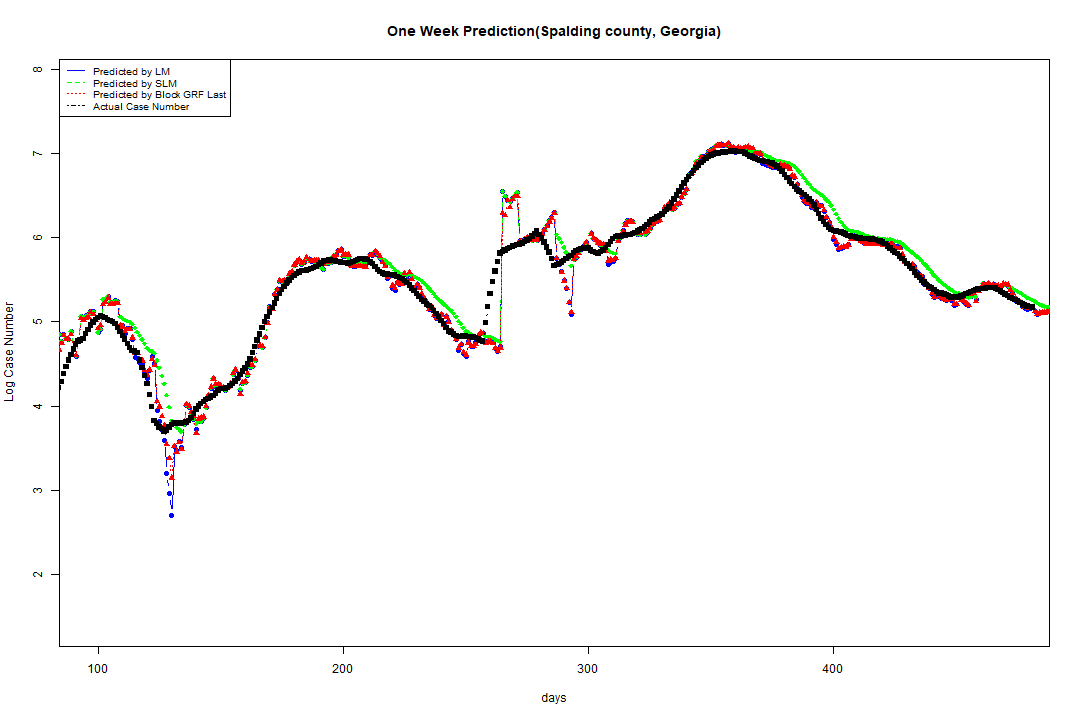 One Week Prediction(Spalding county, Georgia)
Predicted by LM
Predicted by SLM
Predicted by Block GRF Last
Actual Case Number
Log Case Number
8
7
6
5
4
3
2
100 200 300 400
days